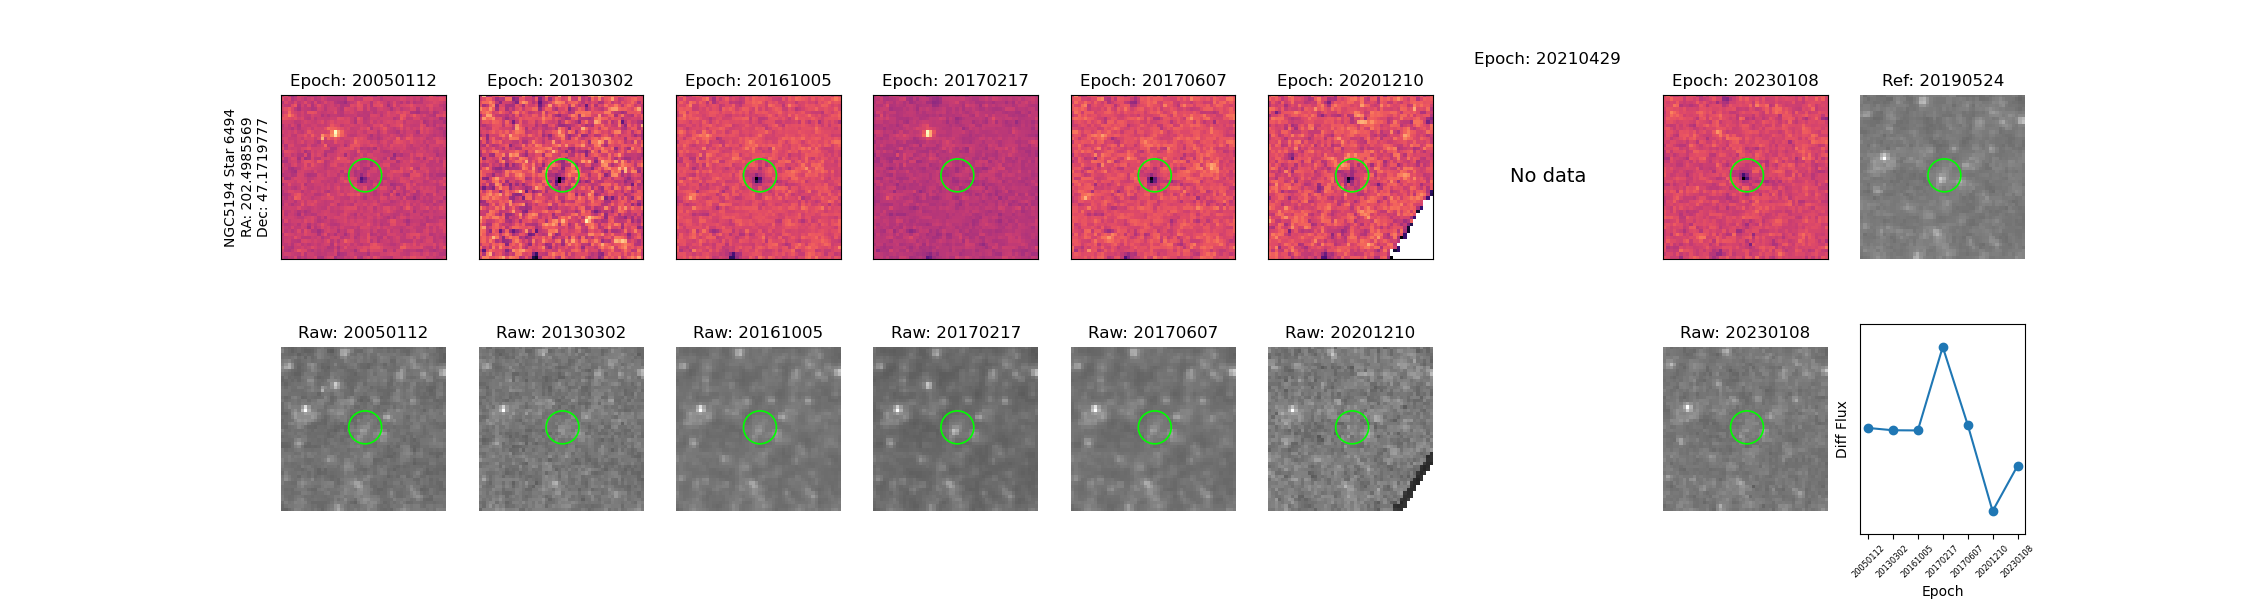 Epoch: 20210429
Epoch: 20050112
Epoch: 20130302
Epoch: 20161005
Epoch: 20170217
Epoch: 20170607
Epoch: 20201210
Epoch: 20230108
Ref: 20190524
NGC5194 Star 6494
RA: 202.4985569
Dec: 47.1719777
No data
Raw: 20050112
Raw: 20130302
Raw: 20161005
Raw: 20170217
Raw: 20170607
Raw: 20201210
Raw: 20230108
Diff Flux
20050112
20130302
20161005
20170217
20170607
20201210
20230108
Epoch